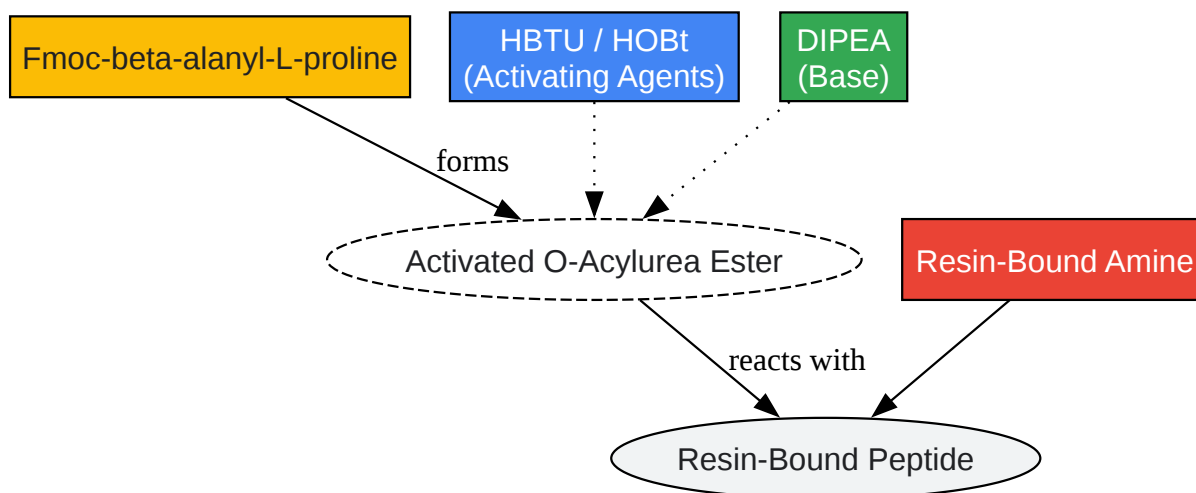 Fmoc-beta-alanyl-L-proline
HBTU / HOBt
(Activating Agents)
DIPEA
(Base)
forms
Activated O-Acylurea Ester
Resin-Bound Amine
reacts with
Resin-Bound Peptide